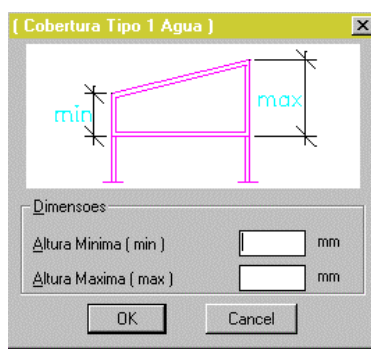 ( Cobertura Tipo 1 Agua )
min
max
Dimensoes
Altura Minima ( min )
mm
Altura Maxima ( max )
mm
OK
Cancel